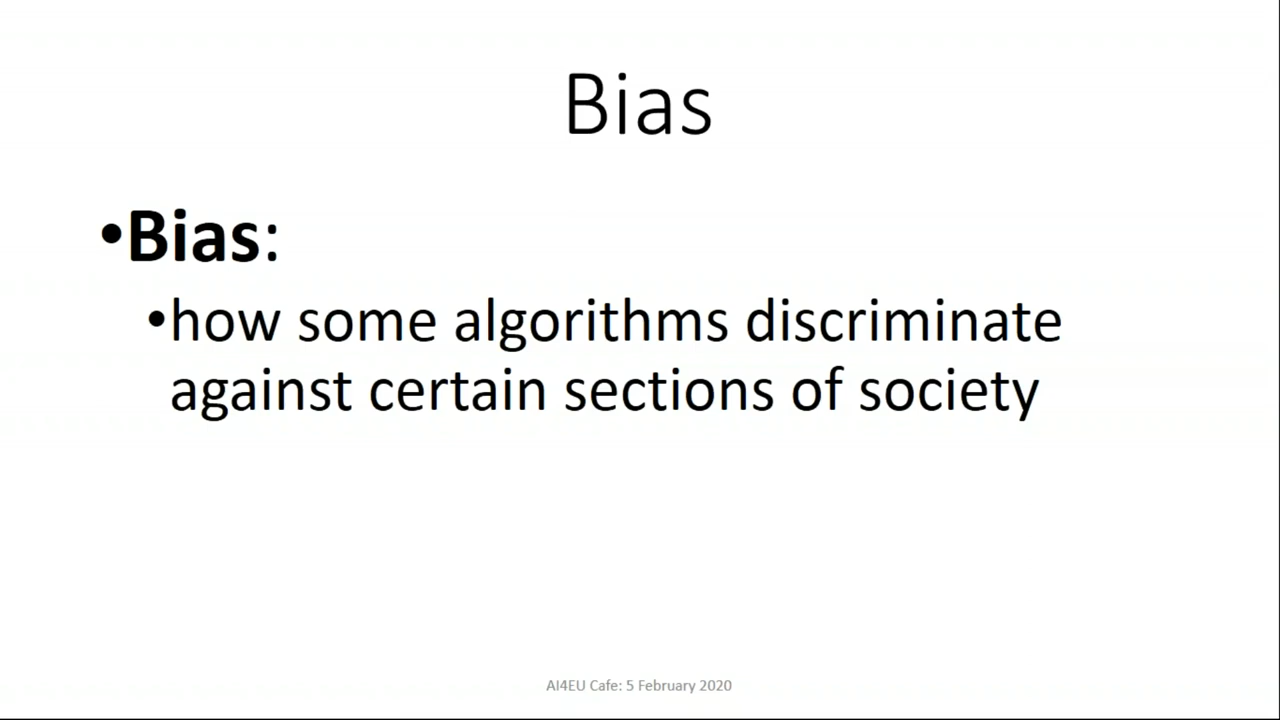 Bias
•Bias:
•how some algorithms discriminate
against certain sections of society
AI4EU Cafe: 5 February 2020